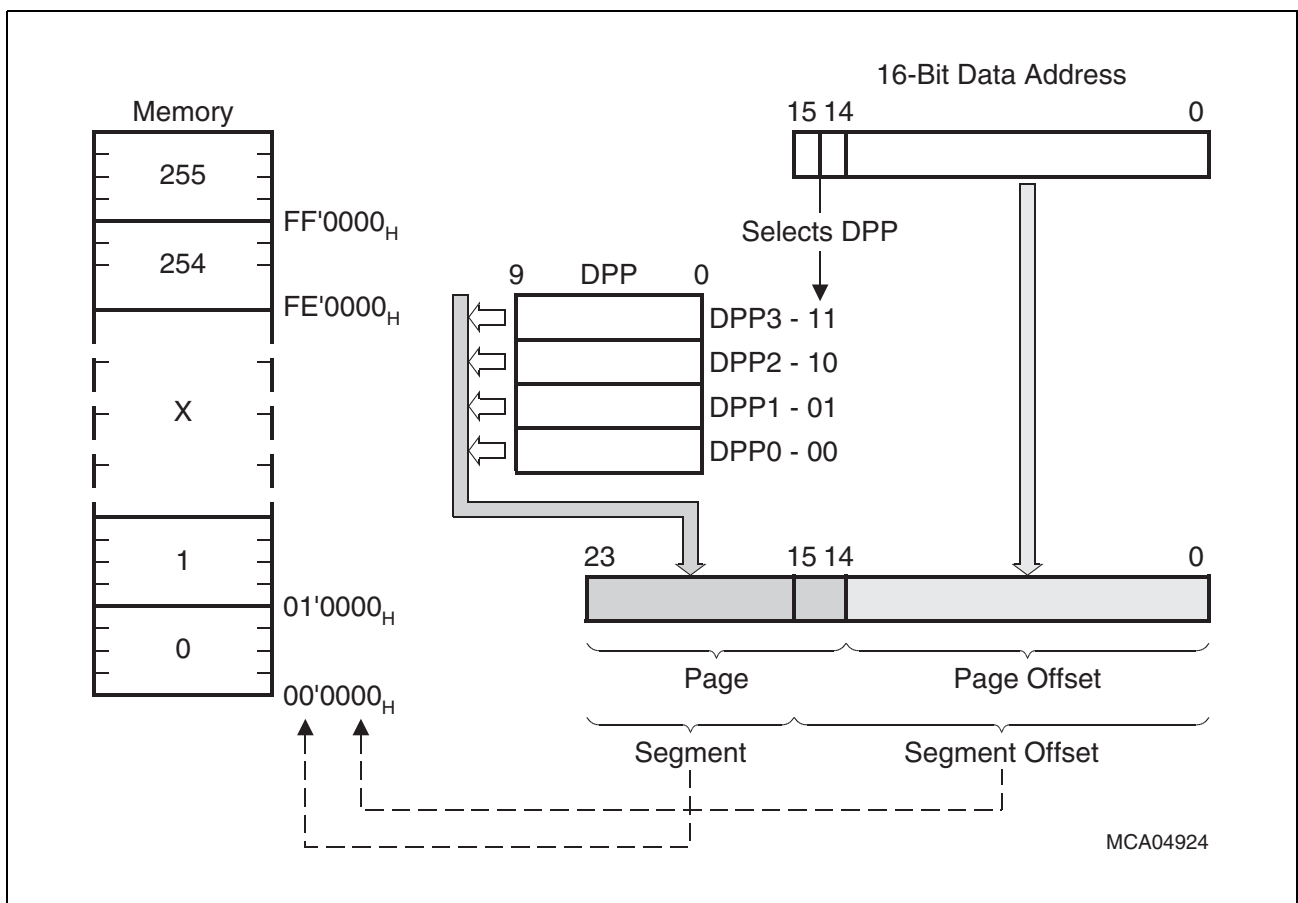 16-Bit Data Address
Memory
15 14 0
255
FF'0000H
Selects DPP
254
9 DPP 0
FE'0000H
DPP3 - 11
DPP2 - 10
X
DPP1 - 01
DPP0 - 00
1
23 15 14 0
01'0000H
0
Page Page Offset
00'0000H
Segment Segment Offset
MCA04924